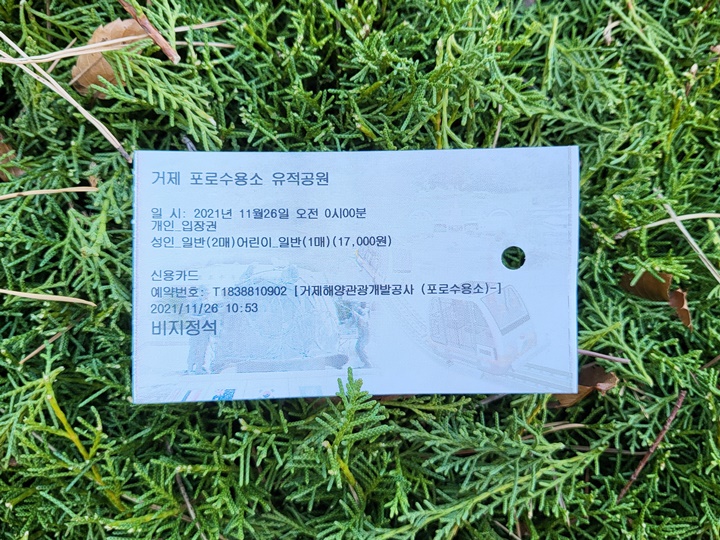 거제 포로수용소 유적공원
일 시: 2021년 11월26일 오전 0시00분
개인_입장권
성인_일반(2매)어린이_일반(1매)(17,000원)
신용카드
예약번호: T1838810902 [거제해양관광개발공사 (포로수용소)-]
2021/11/26 10:53
비지정석